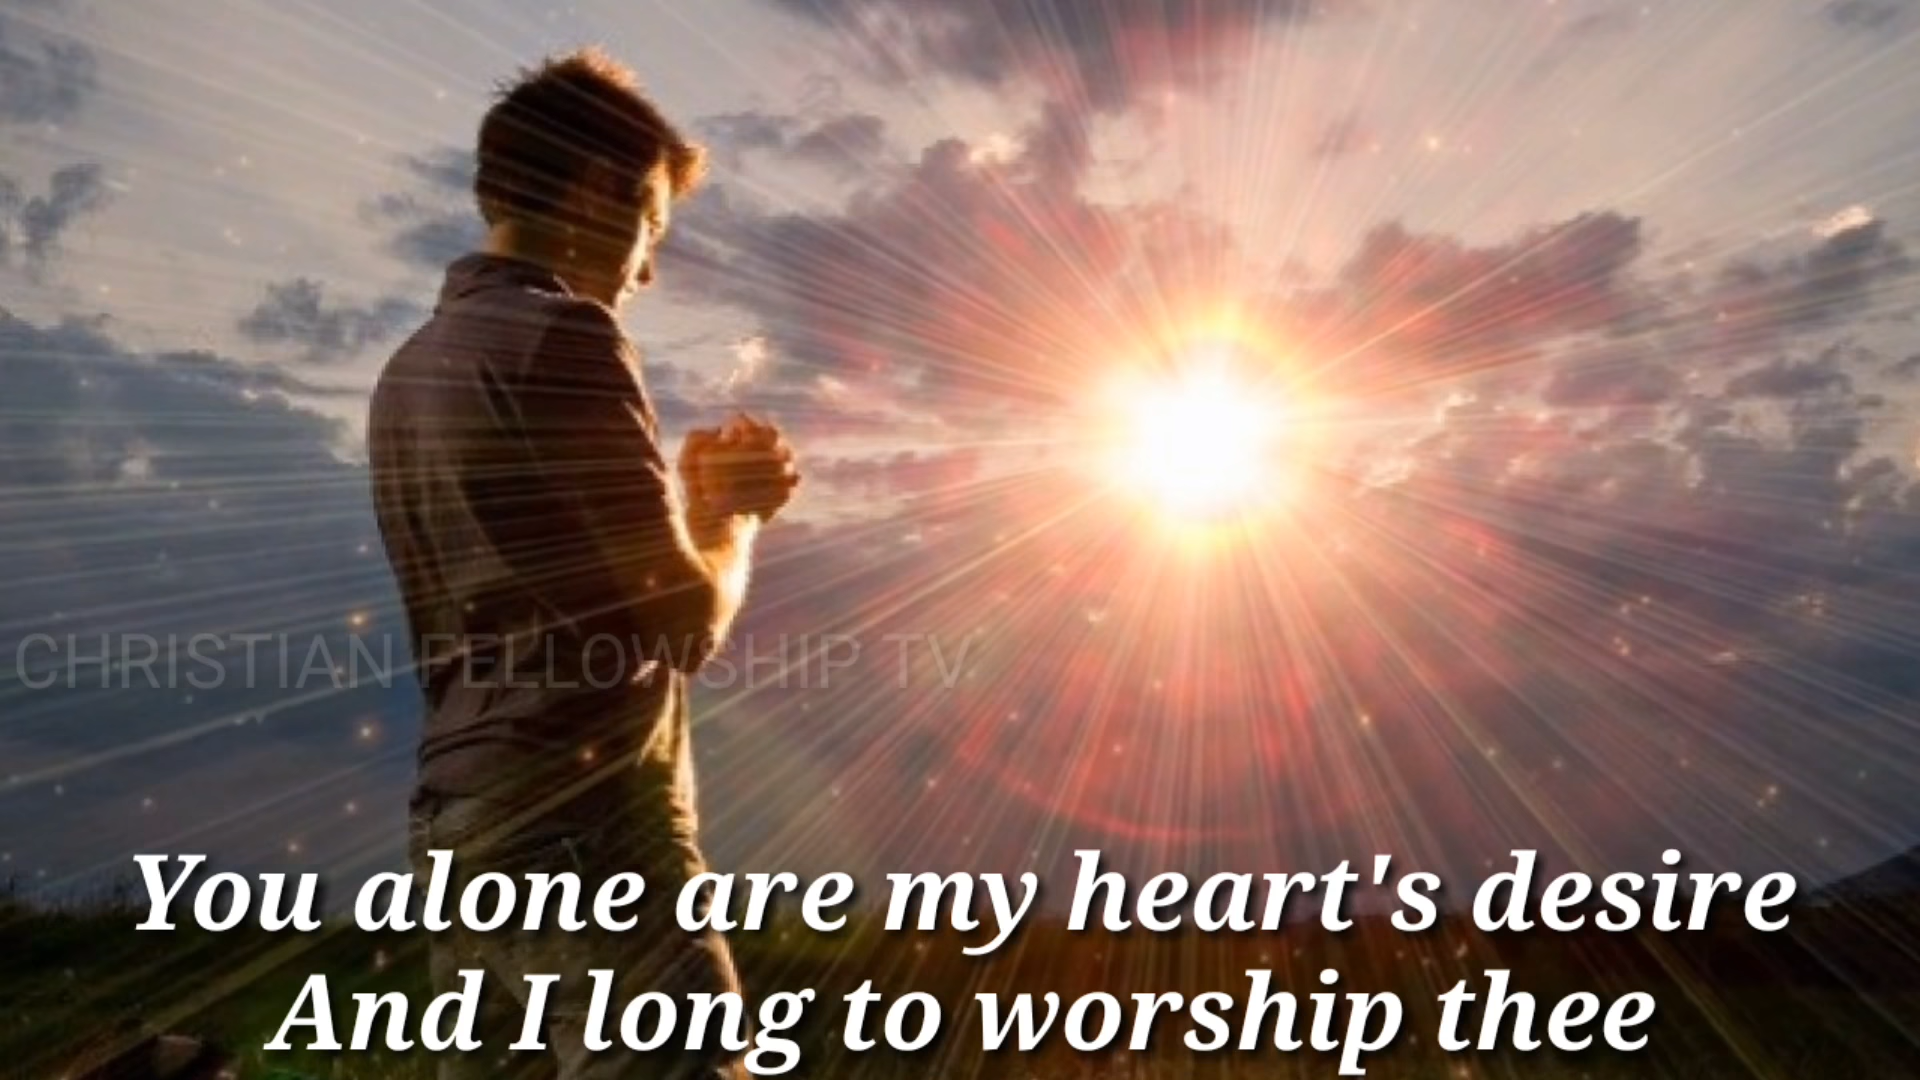 CHRISTIAN FELLOWSHIP TV
You alone are my heart's desire
And I long to worship thee